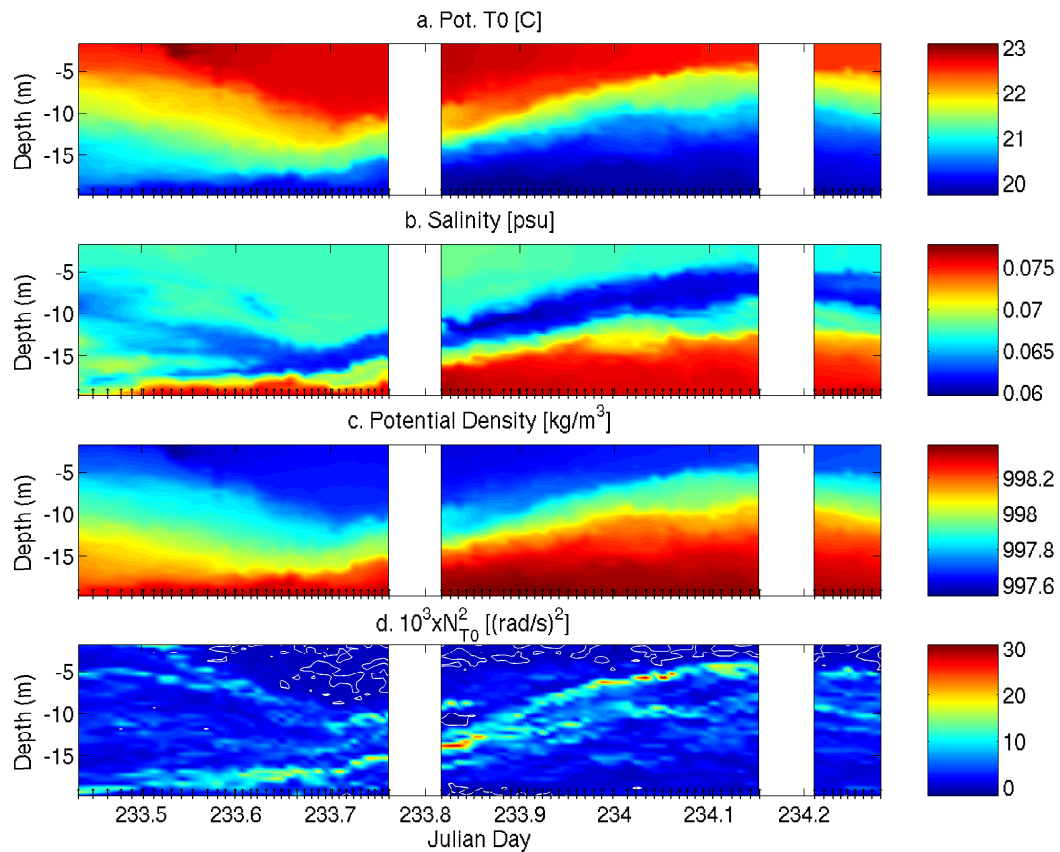 a. Pot. T0 [C]
Depth (m)
-5
-10
-15
23
22
21
20
b. Salinity [psu]
Depth (m)
-5
-10
-15
0.075
0.07
0.065
0.06
c. Potential Density [kg/m³]
Depth (m)
-5
-10
-15
998.2
998
997.8
997.6
d. 10³xN²T0 [(rad/s)²]
Depth (m)
-5
-10
-15
30
20
10
0
233.5 233.6 233.7 233.8 233.9 234 234.1 234.2
Julian Day